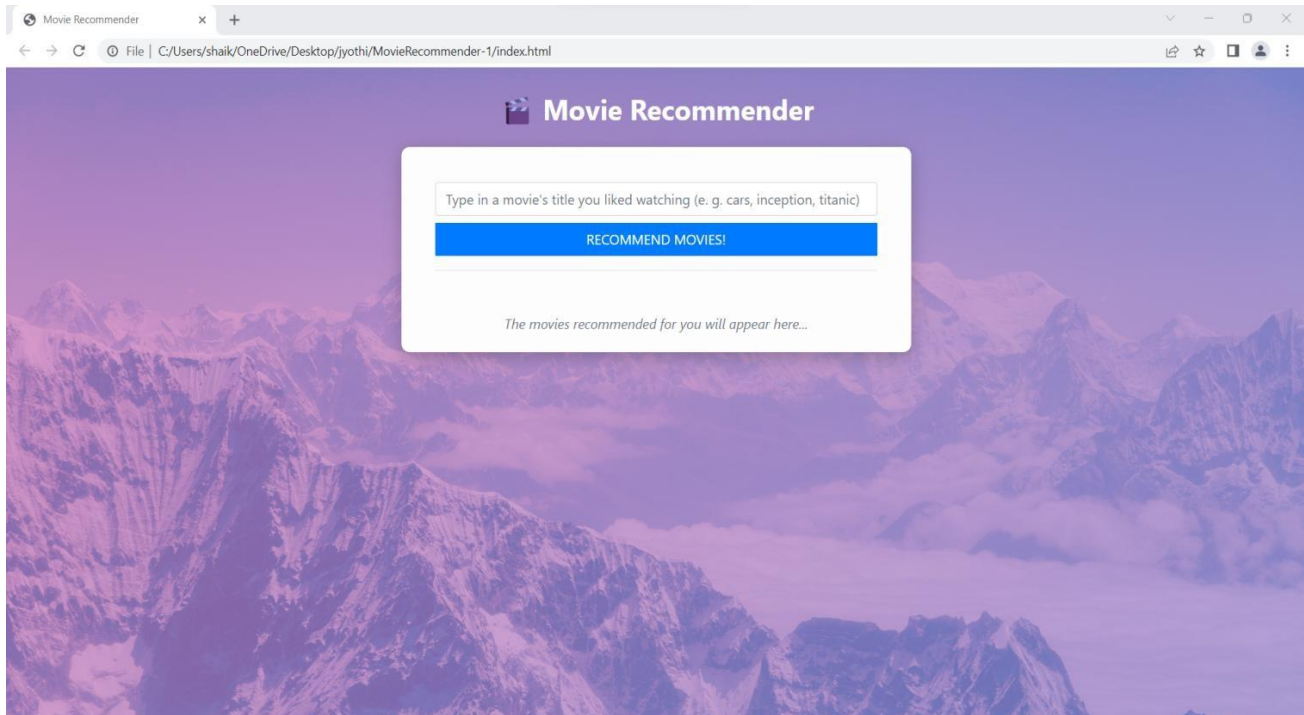 Movie Recommender
File | C:/Users/shaik/OneDrive/Desktop/jyothi/MovieRecommender-1/index.html
Movie Recommender
Type in a movie's title you liked watching (e. g. cars, inception, titanic)
RECOMMEND MOVIES!
The movies recommended for you will appear here...